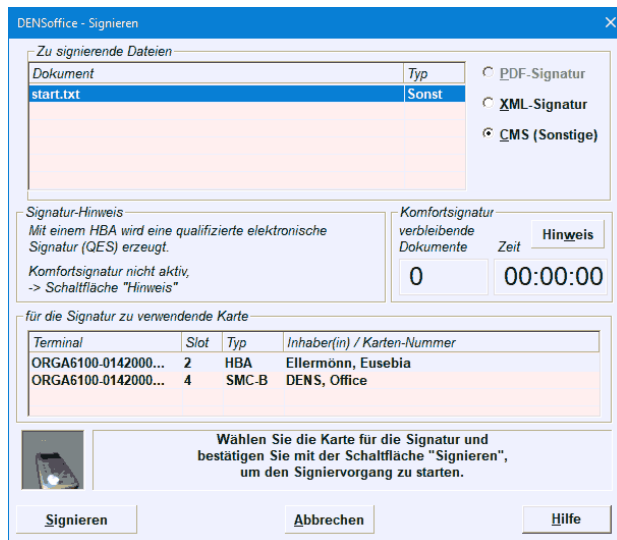 DENSoffice - Signieren
Zu signierende Dateien
Dokument Typ
start.txt Sonst
PDF-Signatur
XML-Signatur
CMS (Sonstige)
Signatur-Hinweis
Mit einem HBA wird eine qualifizierte elektronische
Signatur (QES) erzeugt.
Komfortsignatur nicht aktiv,
-> Schaltfläche "Hinweis"
Komfortsignatur
verbleibende
Dokumente Zeit Hinweis
0 00:00:00
für die Signatur zu verwendende Karte
Terminal Slot Typ Inhaber(in) / Karten-Nummer
ORGA6100-0142000... 2 HBA Ellermönn, Eusebia
ORGA6100-0142000... 4 SMC-B DENS, Office
Wählen Sie die Karte für die Signatur und
bestätigen Sie mit der Schaltfläche "Signieren",
um den Signiervorgang zu starten.
Signieren Abbrechen Hilfe